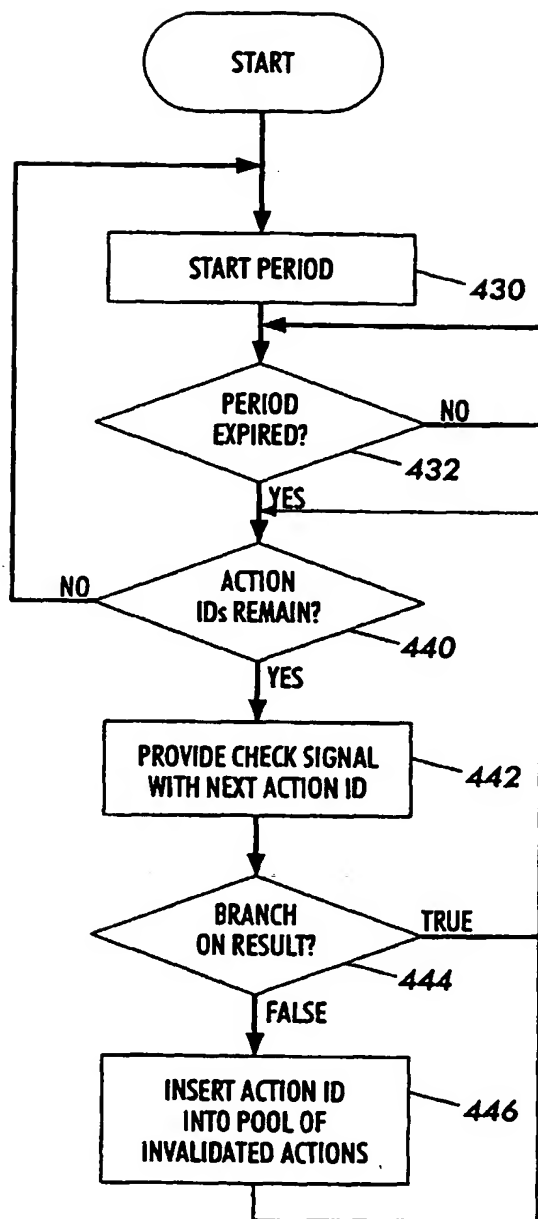 START
START PERIOD
430
PERIOD
EXPIRED?
NO
432
YES
ACTION
IDs REMAIN?
NO
440
YES
PROVIDE CHECK SIGNAL
WITH NEXT ACTION ID
442
BRANCH
ON RESULT?
TRUE
444
FALSE
INSERT ACTION ID
INTO POOL OF
INVALIDATED ACTIONS
446